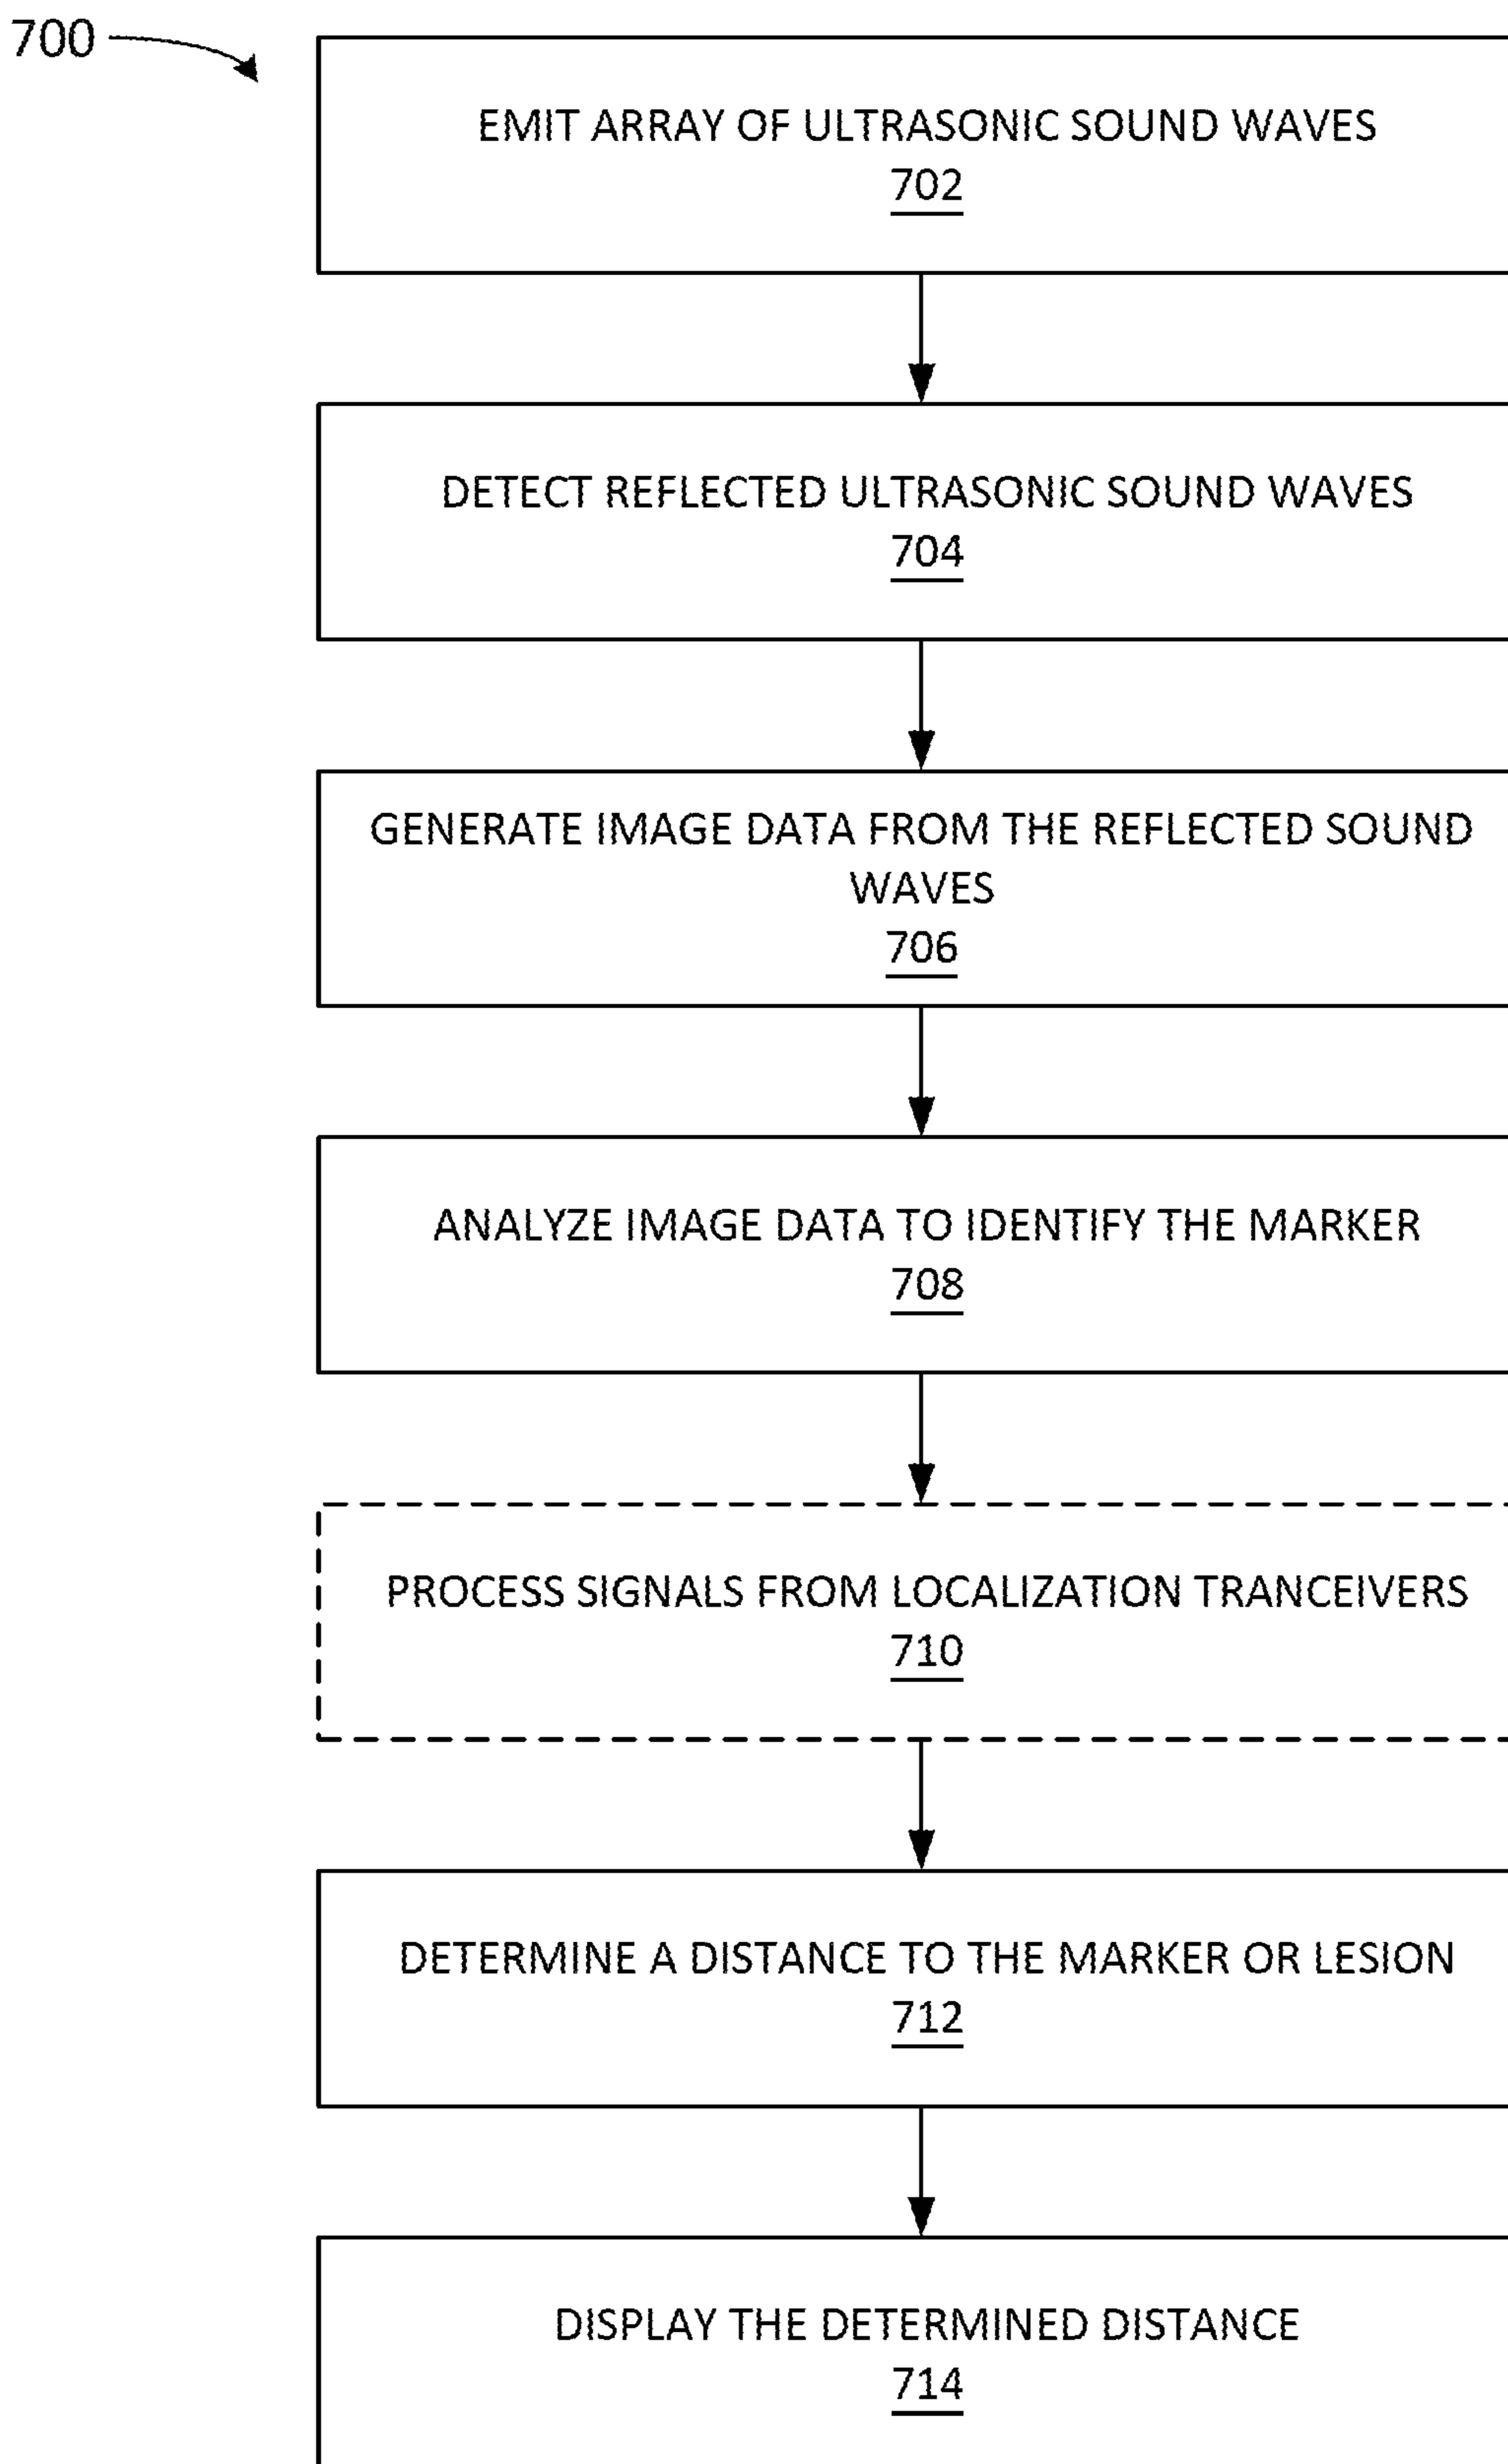 700
EMIT ARRAY OF ULTRASONIC SOUND WAVES
702
DETECT REFLECTED ULTRASONIC SOUND WAVES
704
GENERATE IMAGE DATA FROM THE REFLECTED SOUND
WAVES
706
ANALYZE IMAGE DATA TO IDENTIFY THE MARKER
708
PROCESS SIGNALS FROM LOCALIZATION TRANCEIVERS
710
DETERMINE A DISTANCE TO THE MARKER OR LESION
712
DISPLAY THE DETERMINED DISTANCE
714